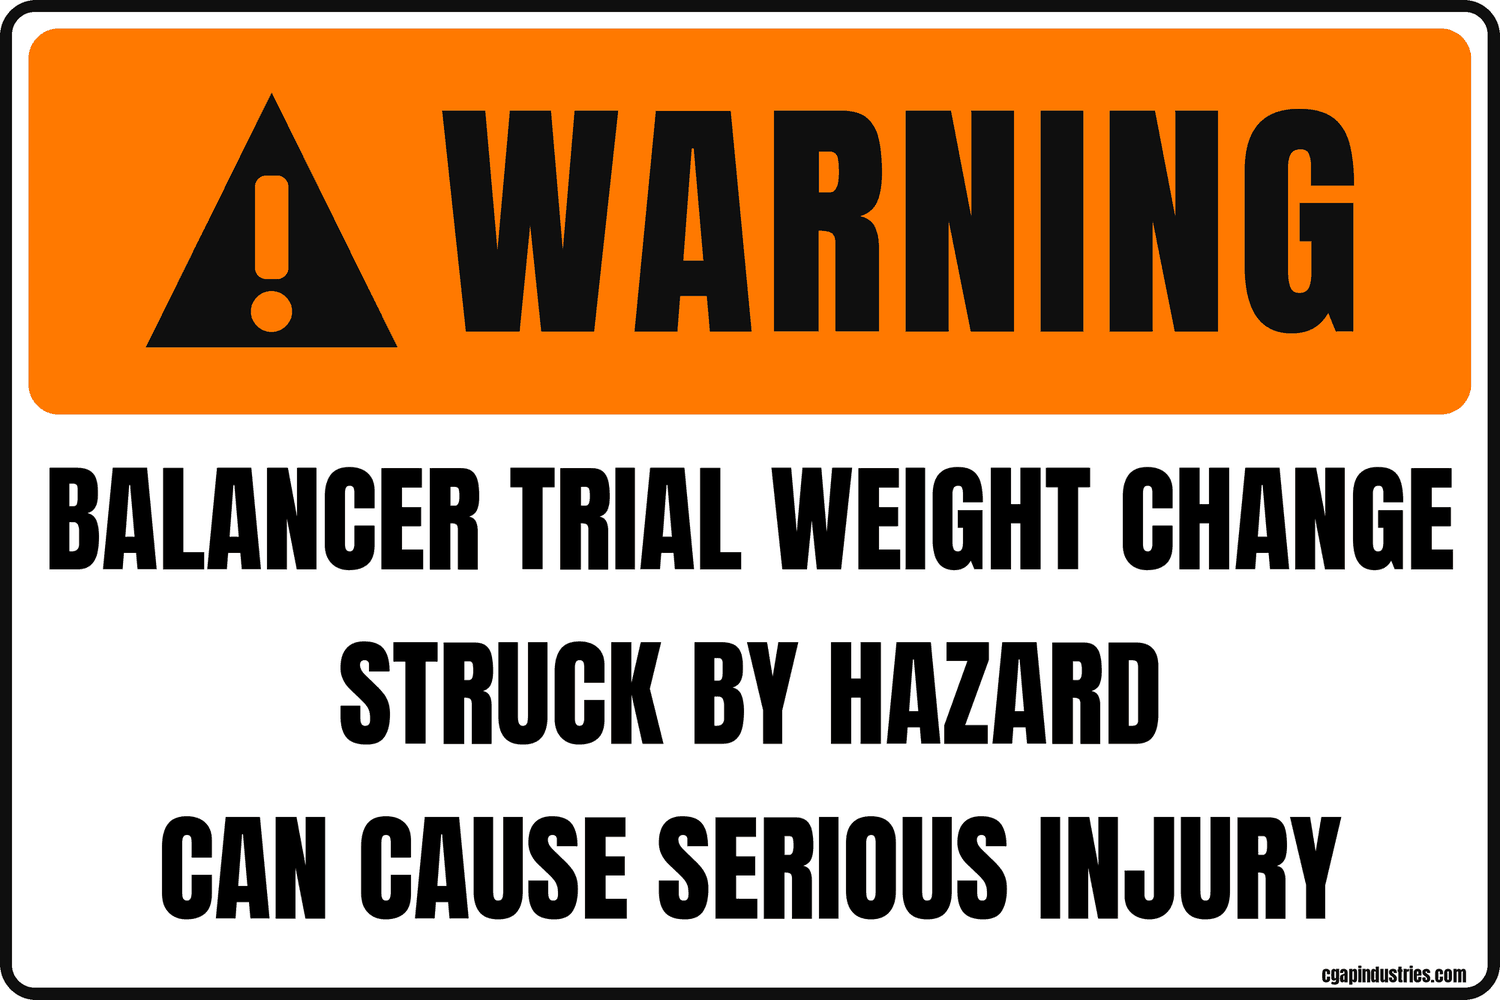 WARNING
BALANCER TRIAL WEIGHT CHANGE
STRUCK BY HAZARD
CAN CAUSE SERIOUS INJURY
cgapindustries.com